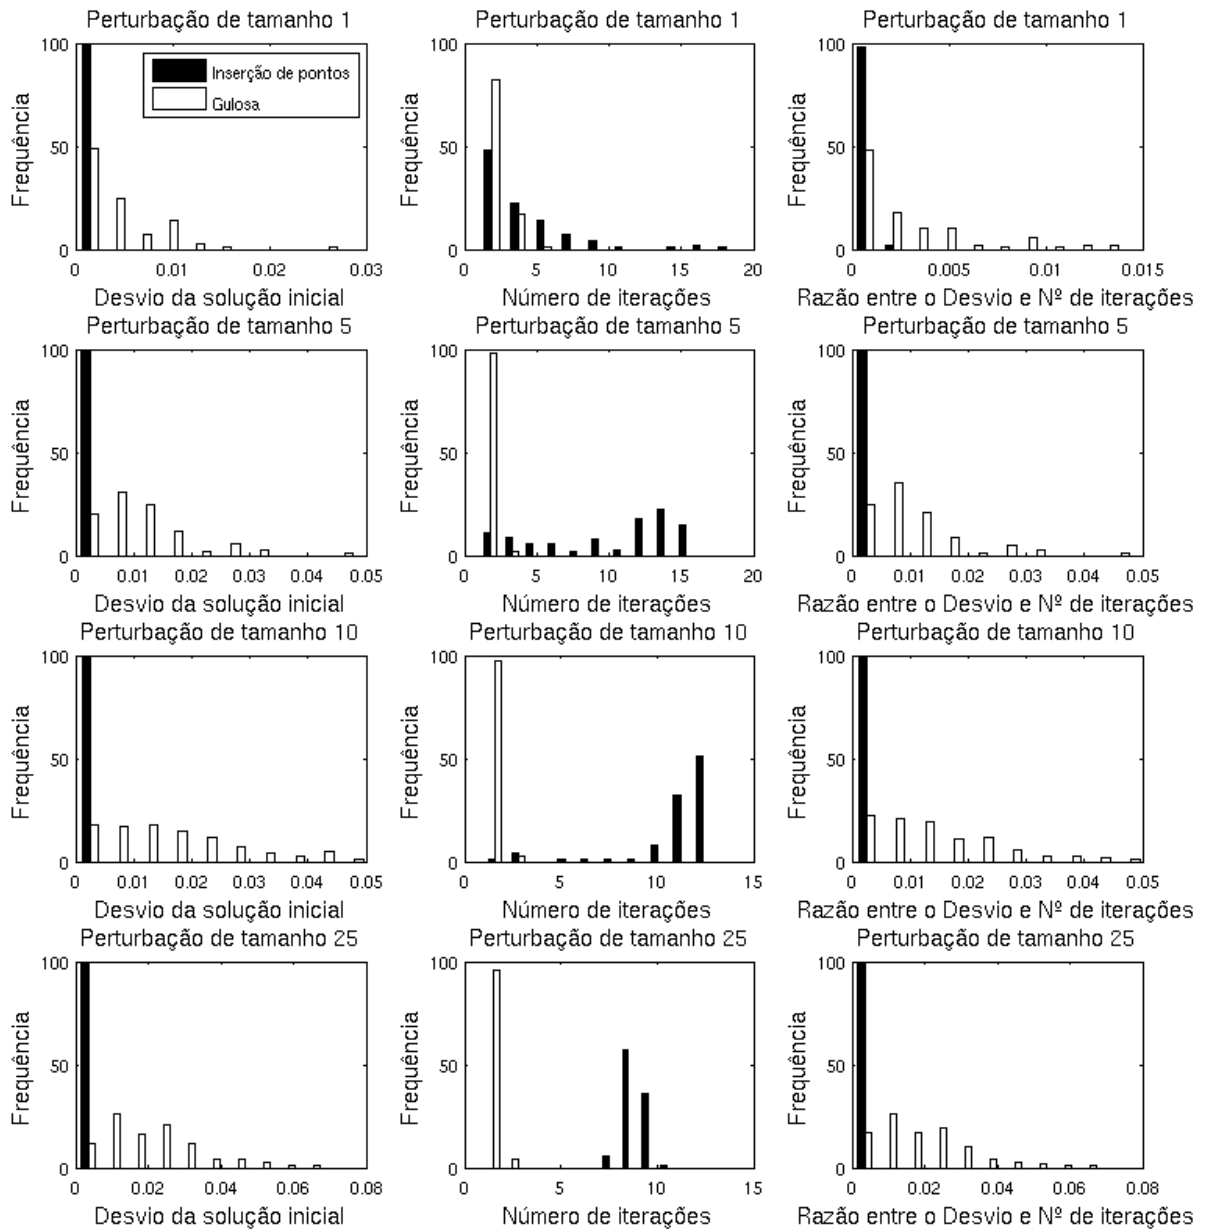 Perturbação de tamanho 1
Perturbação de tamanho 1
Perturbação de tamanho 1
100
50
0
Frequência
Inserção de pontos
Gulosa
0 0.01 0.02 0.03
Desvio da solução inicial
100
50
0
Frequência
0 5 10 15 20
Número de iterações
100
50
0
Frequência
0 0.005 0.01 0.015
Razão entre o Desvio e Nº de iterações
Perturbação de tamanho 5
Perturbação de tamanho 5
Perturbação de tamanho 5
100
50
0
Frequência
0 0.01 0.02 0.03 0.04 0.05
Desvio da solução inicial
100
50
0
Frequência
0 5 10 15 20
Número de iterações
100
50
0
Frequência
0 0.01 0.02 0.03 0.04 0.05
Razão entre o Desvio e Nº de iterações
Perturbação de tamanho 10
Perturbação de tamanho 10
Perturbação de tamanho 10
100
50
0
Frequência
0 0.01 0.02 0.03 0.04 0.05
Desvio da solução inicial
100
50
0
Frequência
0 5 10 15
Número de iterações
100
50
0
Frequência
0 0.01 0.02 0.03 0.04 0.05
Razão entre o Desvio e Nº de iterações
Perturbação de tamanho 25
Perturbação de tamanho 25
Perturbação de tamanho 25
100
50
0
Frequência
0 0.02 0.04 0.06 0.08
Desvio da solução inicial
100
50
0
Frequência
0 5 10 15
Número de iterações
100
50
0
Frequência
0 0.02 0.04 0.06 0.08
Razão entre o Desvio e Nº de iterações